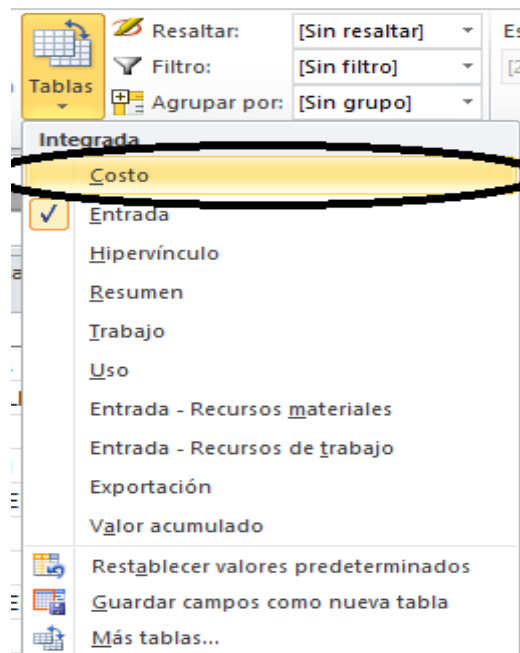 Resaltar: [Sin resaltar] Es
Filtro: [Sin filtro] [2
Tablas
Agrupar por: [Sin grupo]
Integrada
Costo
Entrada
Hipervínculo
Resumen
Trabajo
Uso
Entrada - Recursos materiales
Entrada - Recursos de trabajo
Exportación
Valor acumulado
Restablecer valores predeterminados
Guardar campos como nueva tabla
Más tablas...